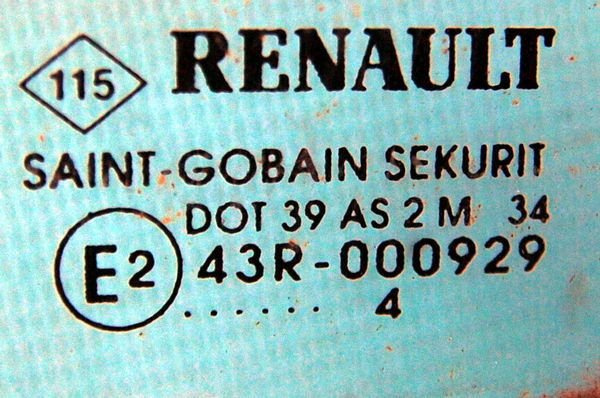 115 RENAULT
SAINT-GOBAIN SEKURIT
DOT 39 AS 2 M 34
E2 43R-000929
...... 4